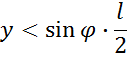 y < sin φ · l/2